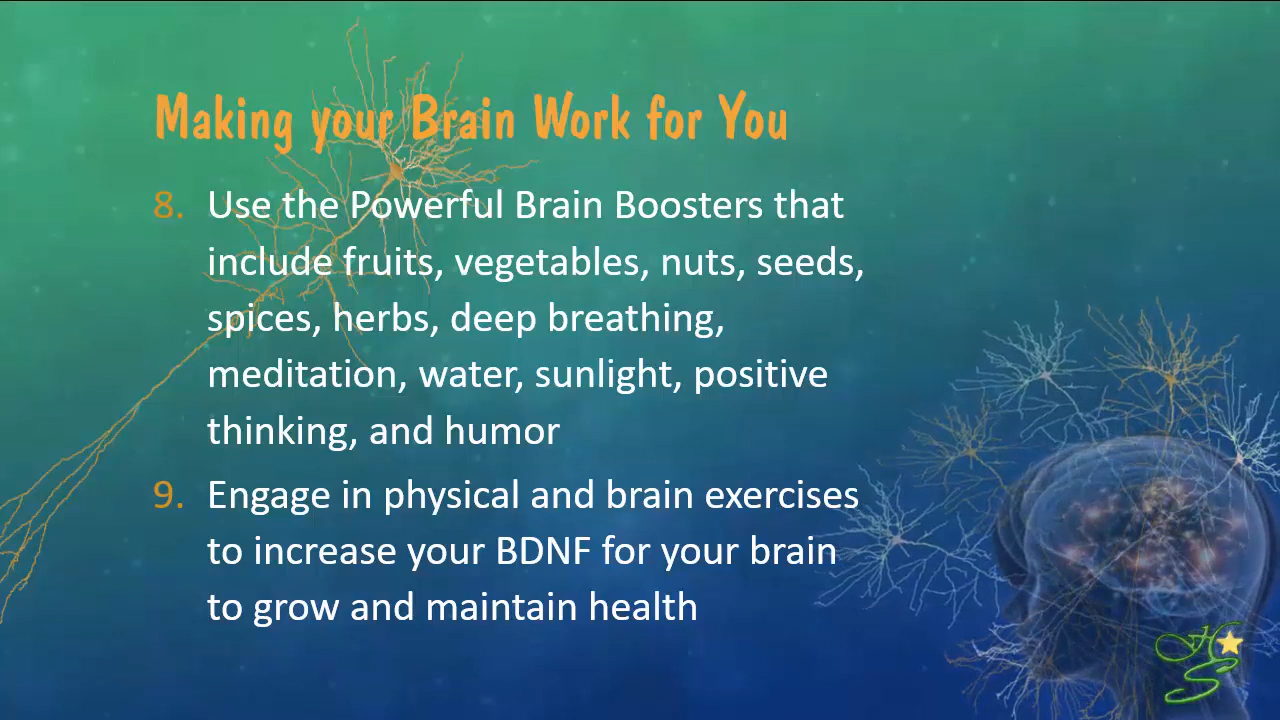 Making your Brain Work for You
8. Use the Powerful Brain Boosters that
include fruits, vegetables, nuts, seeds,
spices, herbs, deep breathing,
meditation, water, sunlight, positive
thinking, and humor
9. Engage in physical and brain exercises
to increase your BDNF for your brain
to grow and maintain health